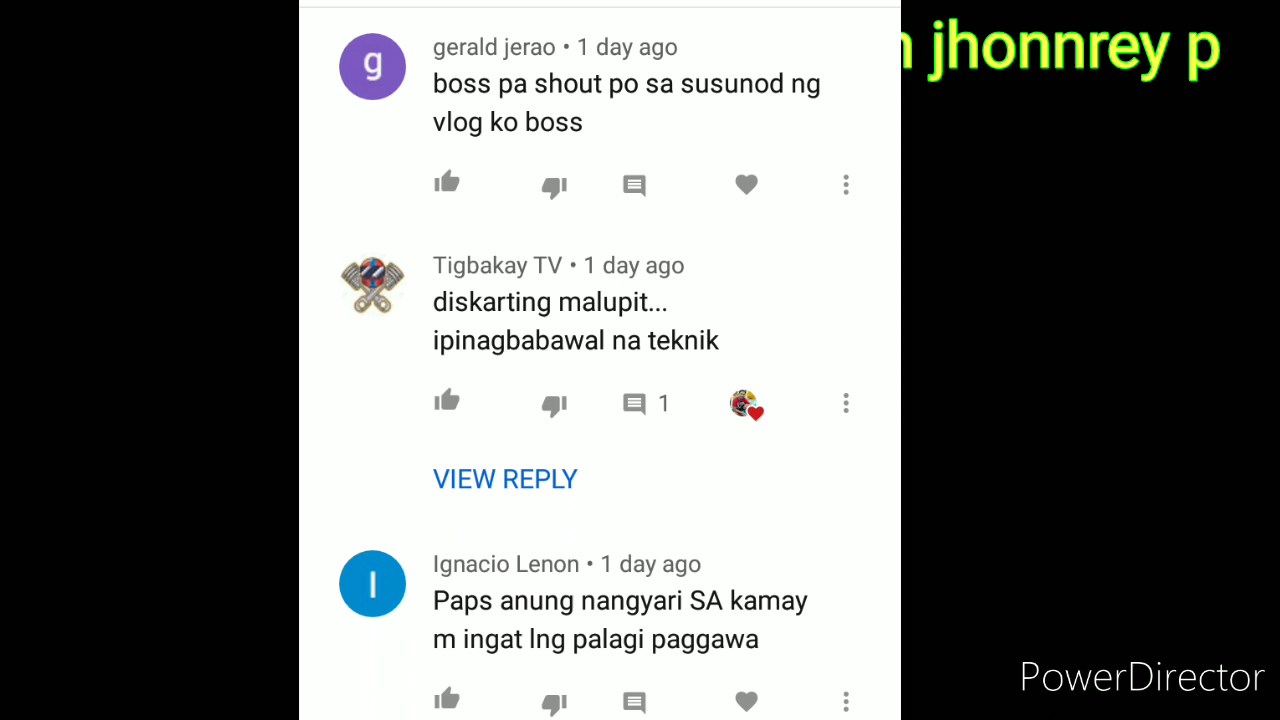 jhonnrey p
g
gerald jerao • 1 day ago
boss pa shout po sa susunod ng
vlog ko boss
Tigbakay TV • 1 day ago
diskarting malupit...
ipinagbabawal na teknik
1
VIEW REPLY
I
Ignacio Lenon • 1 day ago
Paps anung nangyari SA kamay
m ingat lng palagi paggawa
PowerDirector